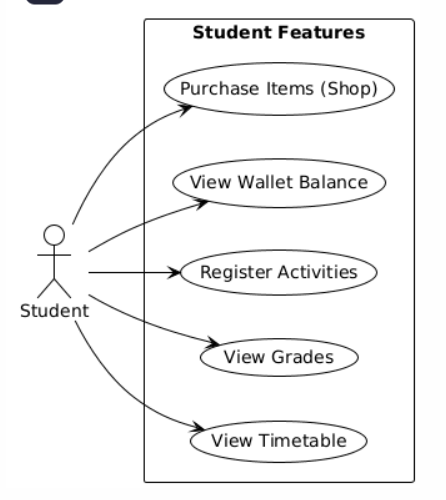 Student Features
Purchase Items (Shop)
View Wallet Balance
Register Activities
Student
View Grades
View Timetable